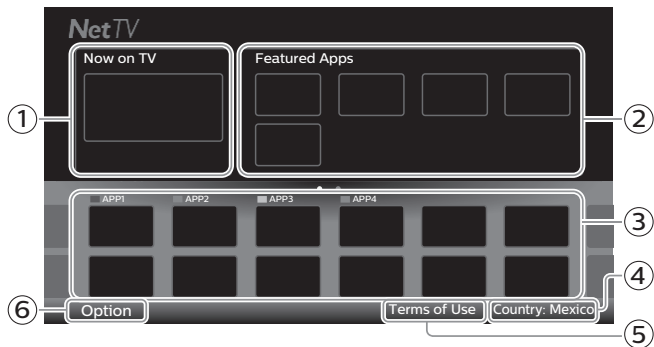 NetTV
Now on TV
Featured Apps
1
2
APP1 APP2 APP3 APP4
3
4
6
Option
Terms of Use
Country: Mexico
5